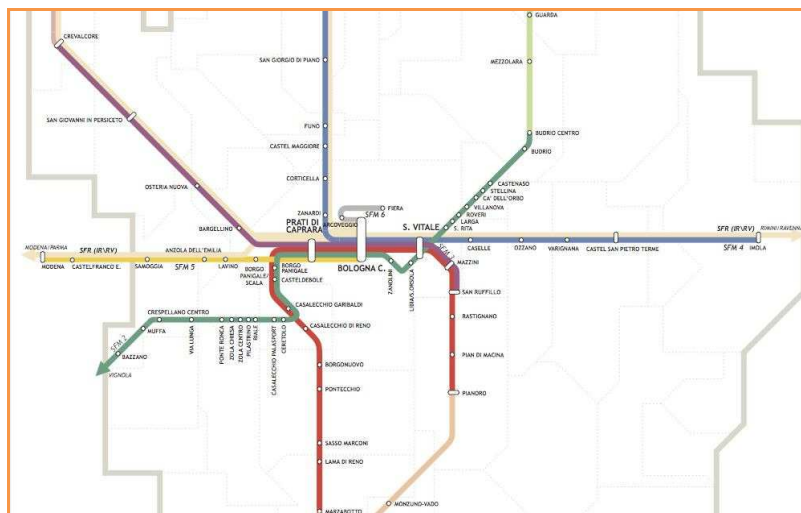 CREVALCORE
SAN GIOVANNI IN PERSICETO
OSTERIA NUOVA
BARGELLINO
SAN GIORGIO DI PIANO
FUNO
CASTEL MAGGIORE
CORTICELLA
ZANARDI
PRATI DI
CAPRARA
ARCOVEGGIO
SFM 6
FIERA
BOLOGNA C.
S. VITALE
GUARDA
MEZZOLARA
BUDRIO CENTRO
BUDRIO
CASTENASO
STELLINA
CA' DELL'ORBO
VILLANOVA
ROVERI
LARGA
S. RITA
MODENA/PARMA
SFR (IR\RV)
MODENA
CASTELFRANCO E.
SAMOGGIA
SFM 5
ANZOLA DELL'EMILIA
LAVINO
BORGO
PANIGALE/
SCALA
BORGO
PANIGALE
CASTELDEBOLE
ZANOLINI
LIBIA/S.ORSOLA
CASELLE
OZZANO
VARIGNANA
CASTEL SAN PIETRO TERME
SFR (IR\RV)
SFM 4
RIMINI/RAVENNA
IMOLA
MAZZINI
SAN RUFFILLO
RASTIGNANO
PIAN DI MACINA
PIANORO
MONZUNO-VADO
CASALECCHIO GARIBALDI
CASALECCHIO DI RENO
CRESPELLANO CENTRO
MUFFA
SFM 2
BAZZANO
VIGNOLA
VIA LUNGA
PONTE RONCA
ZOLA CHIESA
ZOLA CENTRO
PILASTRINO
RIALE
CASALECCHIO PALASPORT
CERETOLO
BORGONUOVO
PONTECCHIO
SASSO MARCONI
LAMA DI RENO
MARZABOTTO